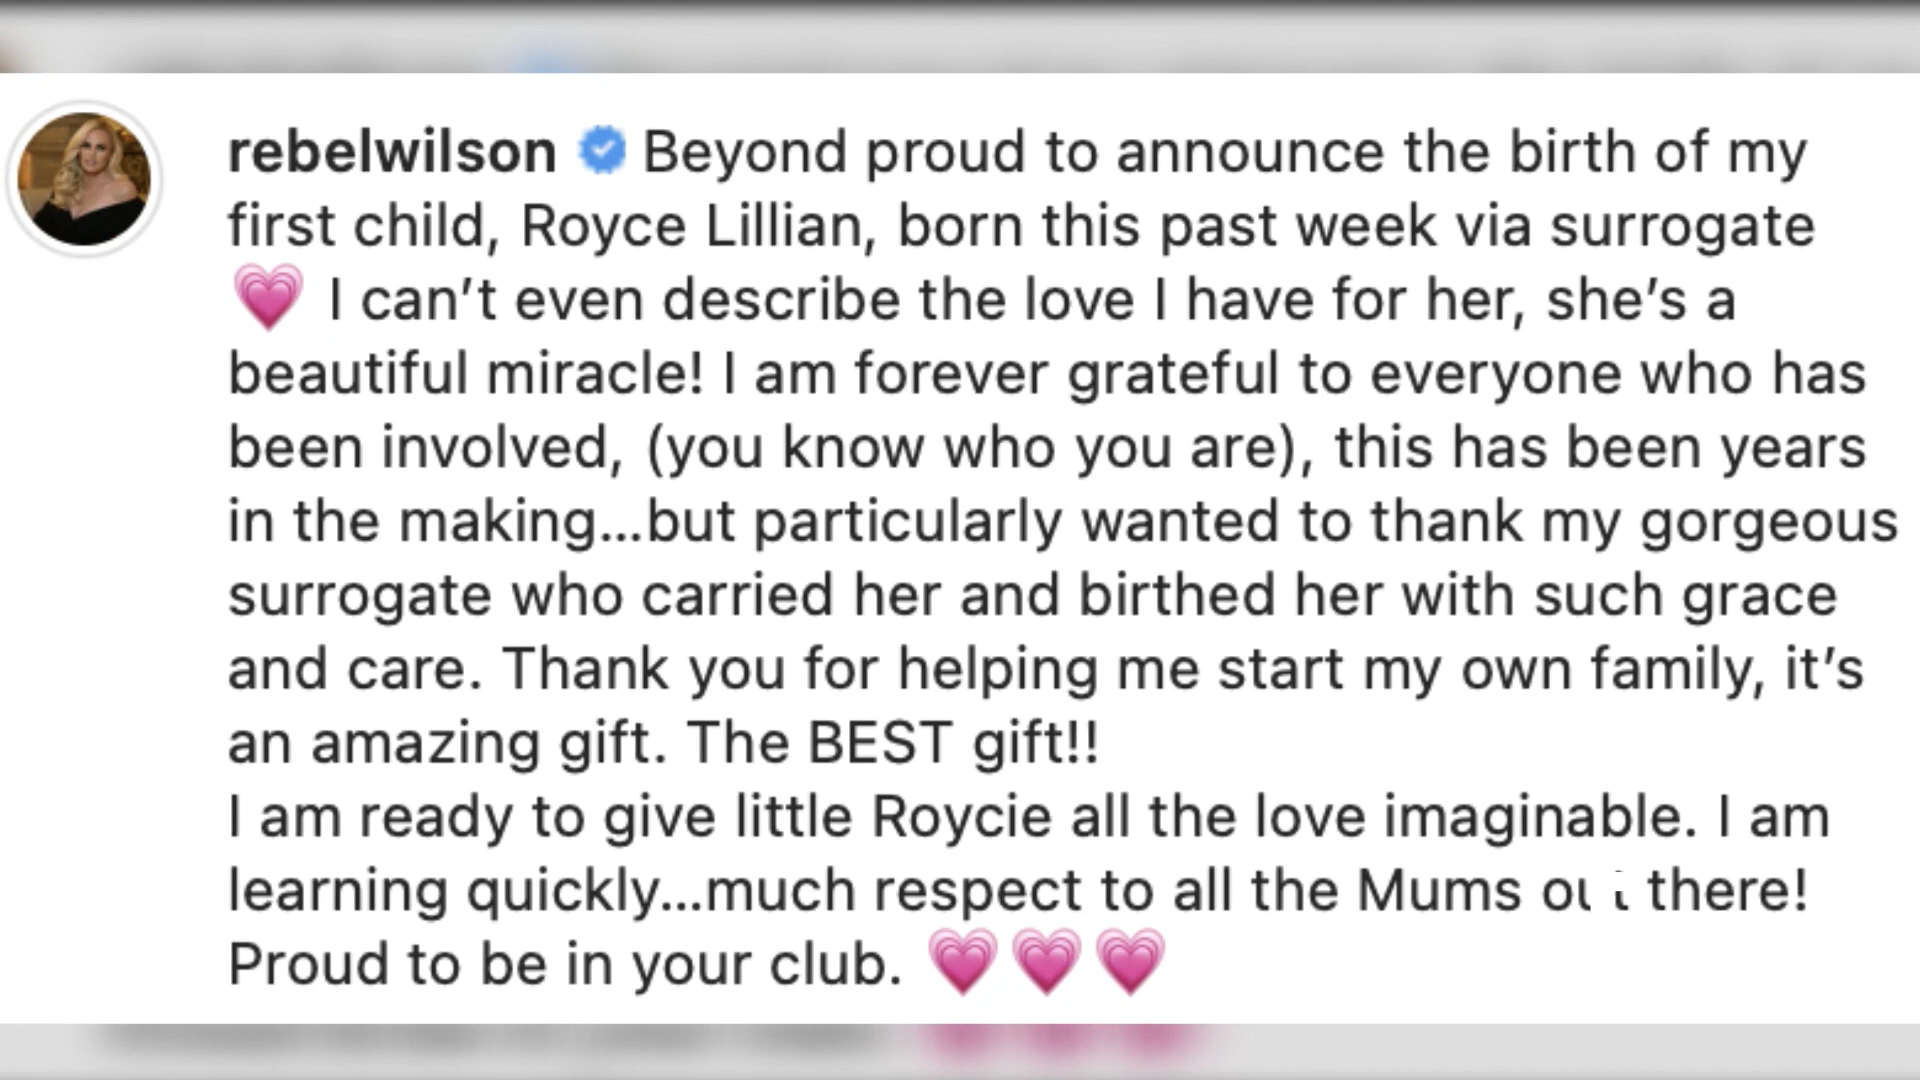 rebelwilson Beyond proud to announce the birth of my
first child, Royce Lillian, born this past week via surrogate
💗 I can’t even describe the love I have for her, she’s a
beautiful miracle! I am forever grateful to everyone who has
been involved, (you know who you are), this has been years
in the making...but particularly wanted to thank my gorgeous
surrogate who carried her and birthed her with such grace
and care. Thank you for helping me start my own family, it’s
an amazing gift. The BEST gift!!
I am ready to give little Roycie all the love imaginable. I am
learning quickly...much respect to all the Mums out there!
Proud to be in your club. 💗💗💗